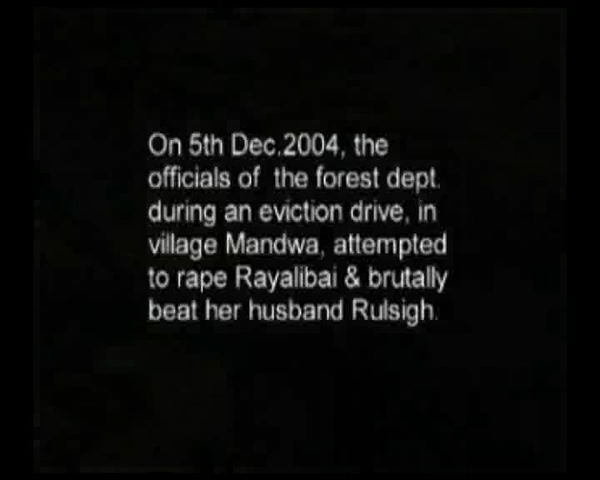 On 5th Dec.2004, the
officials of the forest dept.
during an eviction drive, in
village Mandwa, attempted
to rape Rayalibai & brutally
beat her husband Rulsigh.